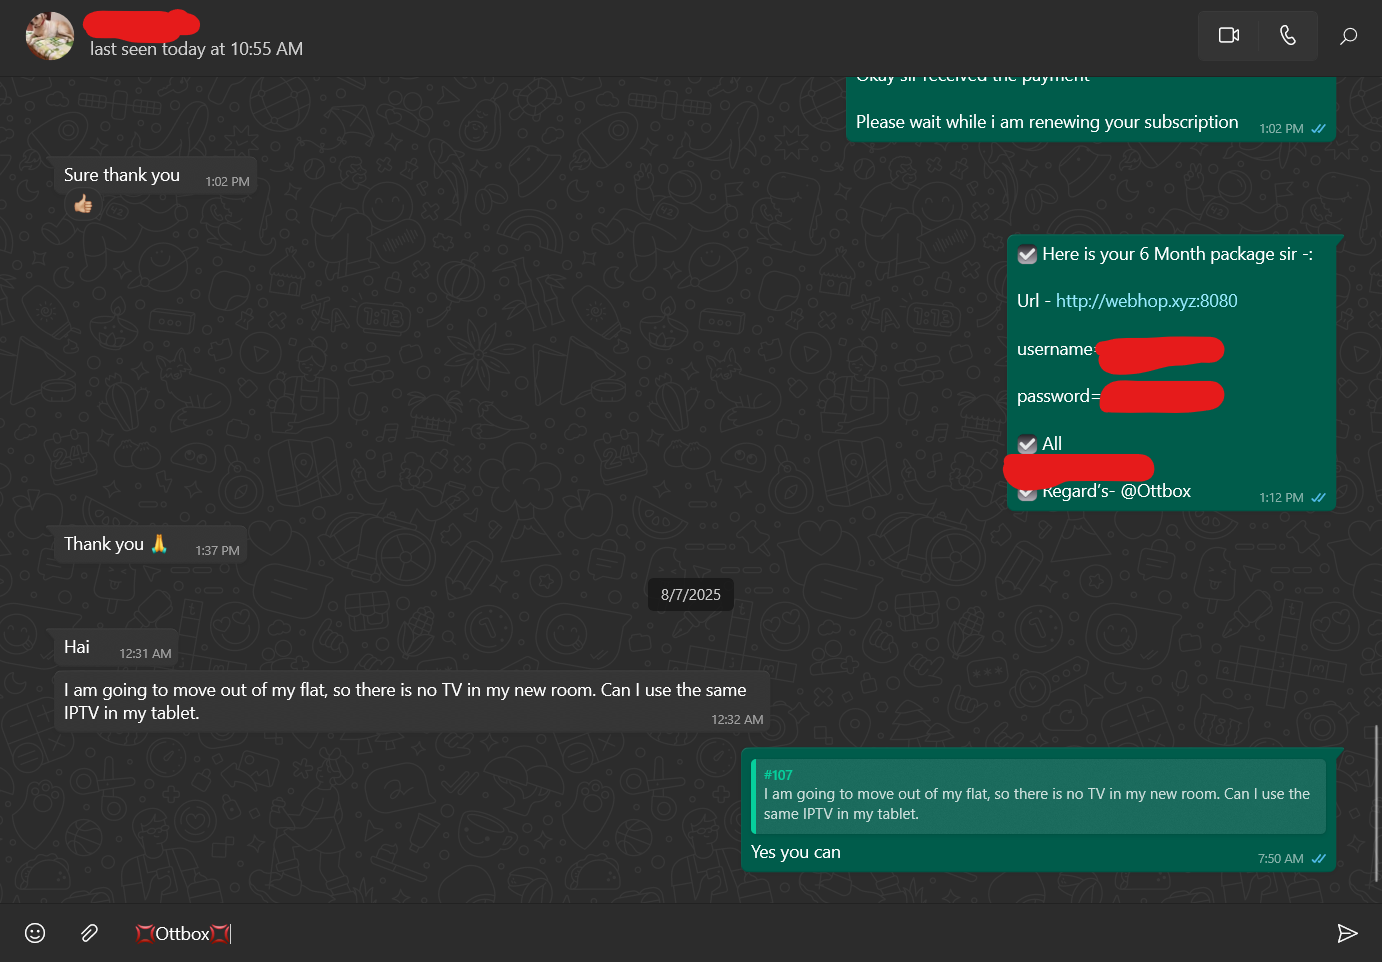 last seen today at 10:55 AM
Okay sir received the payment
Please wait while i am renewing your subscription 1:02 PM
Sure thank you 1:02 PM
👍🏼
☑ Here is your 6 Month package sir -:
Url - http://webhop.xyz:8080
username=
password=
☑ All
☑ Regard's- @Ottbox 1:12 PM
Thank you 🙏 1:37 PM
8/7/2025
Hai 12:31 AM
I am going to move out of my flat, so there is no TV in my new room. Can I use the same
IPTV in my tablet. 12:32 AM
#107
I am going to move out of my flat, so there is no TV in my new room. Can I use the
same IPTV in my tablet.
Yes you can 7:50 AM
💢Ottbox💢